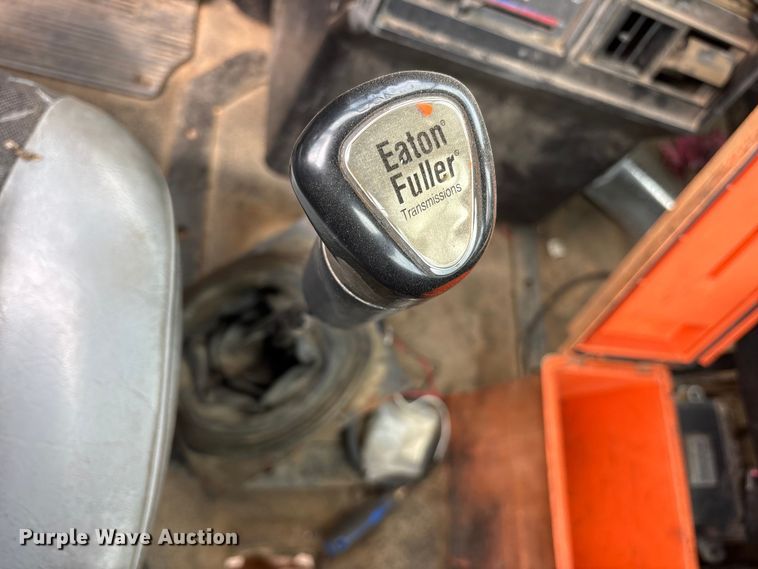 Eaton®
Fuller®
Transmissions
Purple Wave Auction